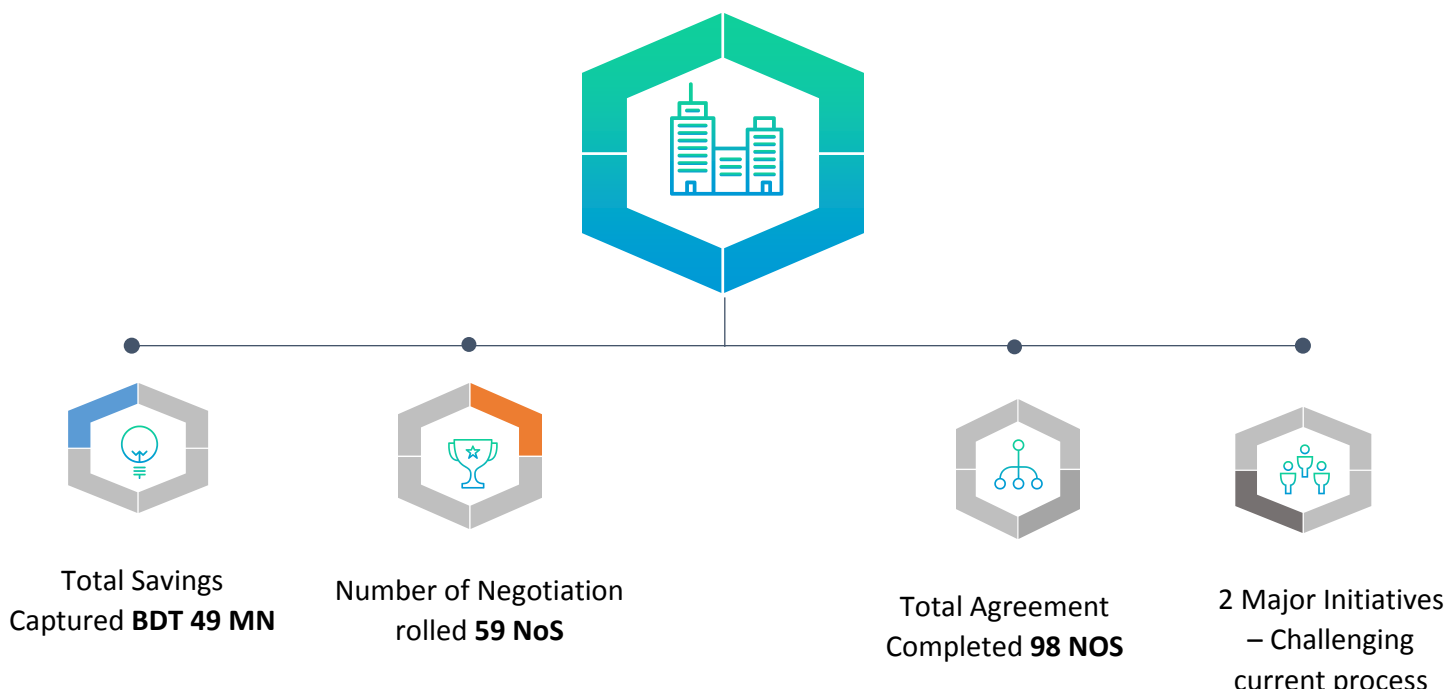 Total Savings
Captured BDT 49 MN
Number of Negotiation
rolled 59 NoS
Total Agreement
Completed 98 NOS
2 Major Initiatives
– Challenging
current process